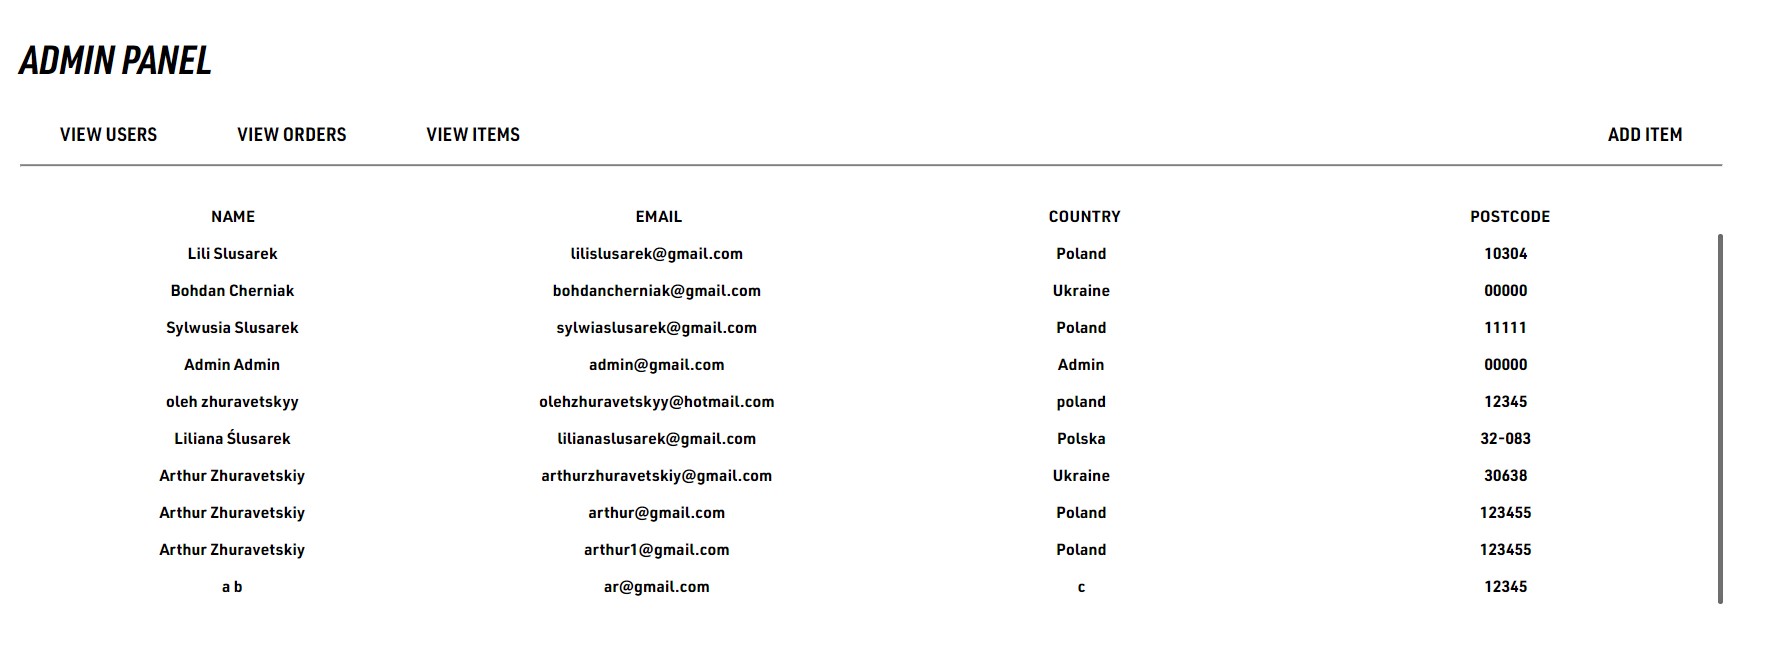 ADMIN PANEL
VIEW USERS VIEW ORDERS VIEW ITEMS ADD ITEM
NAME EMAIL COUNTRY POSTCODE
Lili Slusarek lilislusarek@gmail.com Poland 10304
Bohdan Cherniak bohdancherniak@gmail.com Ukraine 00000
Sylwusia Slusarek sylwiaslusarek@gmail.com Poland 11111
Admin Admin admin@gmail.com Admin 00000
oleh zhuravetskyy olehzhuravetskyy@hotmail.com poland 12345
Liliana Ślusarek lilianaslusarek@gmail.com Polska 32-083
Arthur Zhuravetskiy arthurzhuravetskiy@gmail.com Ukraine 30638
Arthur Zhuravetskiy arthur@gmail.com Poland 123455
Arthur Zhuravetskiy arthur1@gmail.com Poland 123455
a b ar@gmail.com c 12345